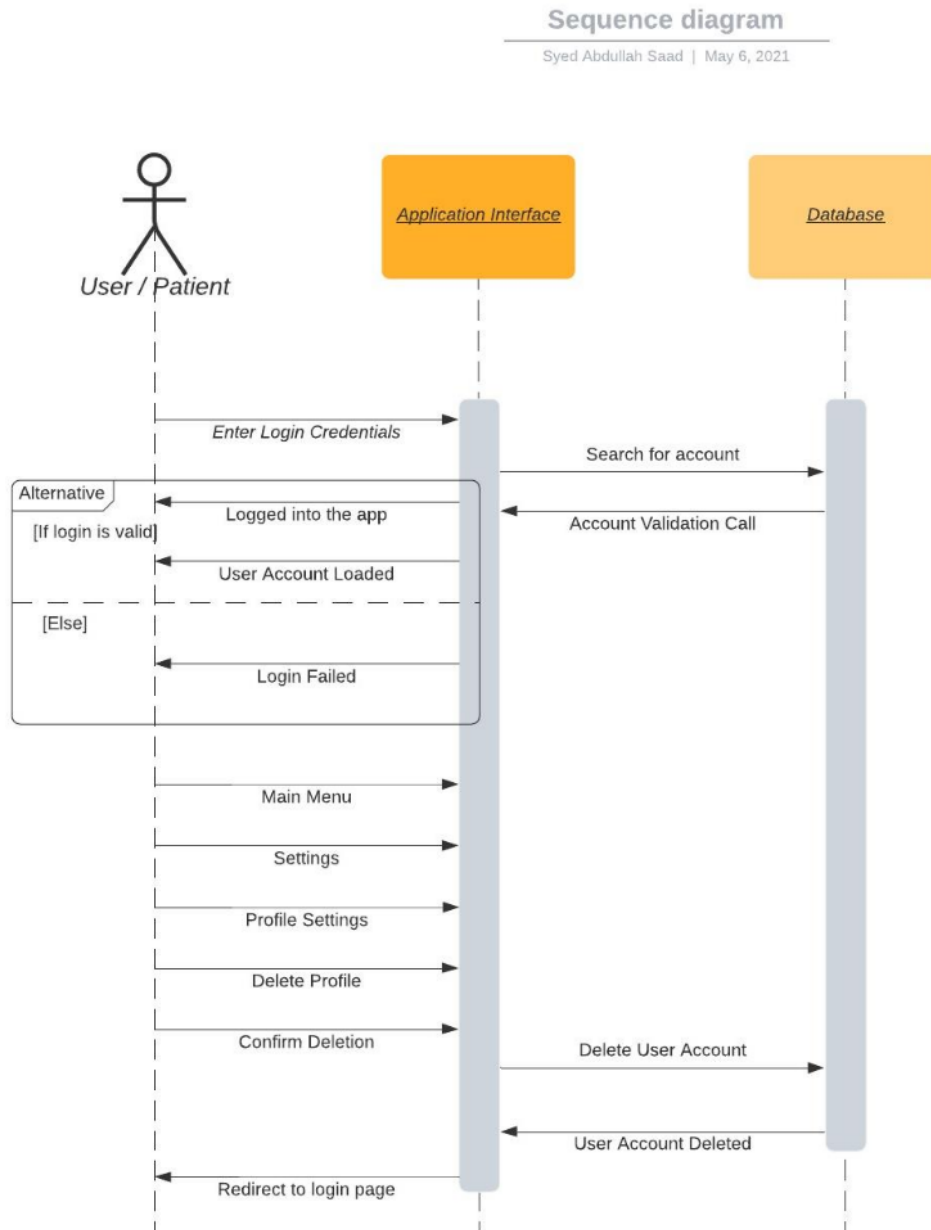 Sequence diagram
Syed Abdullah Saad | May 6, 2021
User / Patient
Application Interface
Database
Enter Login Credentials
Search for account
Alternative
Logged into the app
Account Validation Call
[If login is valid]
User Account Loaded
[Else]
Login Failed
Main Menu
Settings
Profile Settings
Delete Profile
Confirm Deletion
Delete User Account
User Account Deleted
Redirect to login page